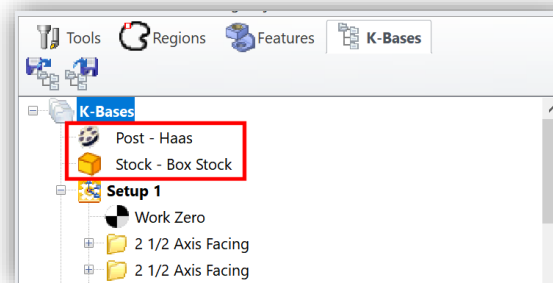 Tools Regions Features K-Bases
K-Bases
Post - Haas
Stock - Box Stock
Setup 1
Work Zero
2 1/2 Axis Facing
2 1/2 Axis Facing